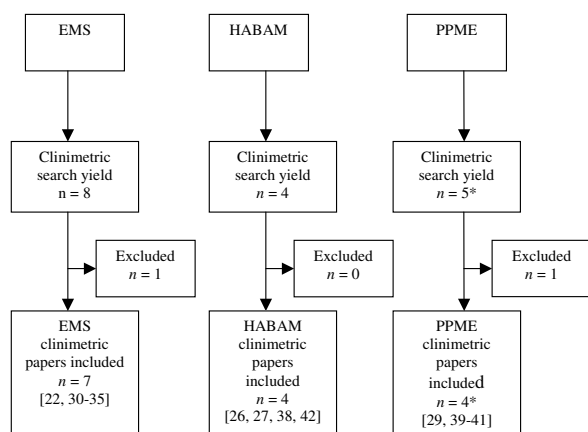 EMS
HABAM
PPME
Clinimetric
search yield
n = 8
Clinimetric
search yield
n = 4
Clinimetric
search yield
n = 5*
Excluded
n = 1
Excluded
n = 0
Excluded
n = 1
EMS
clinimetric
papers included
n = 7
[22, 30-35]
HABAM
clinimetric
papers
included
n = 4
[26, 27, 38, 42]
PPME
clinimetric
papers
included
n = 4*
[29, 39-41]